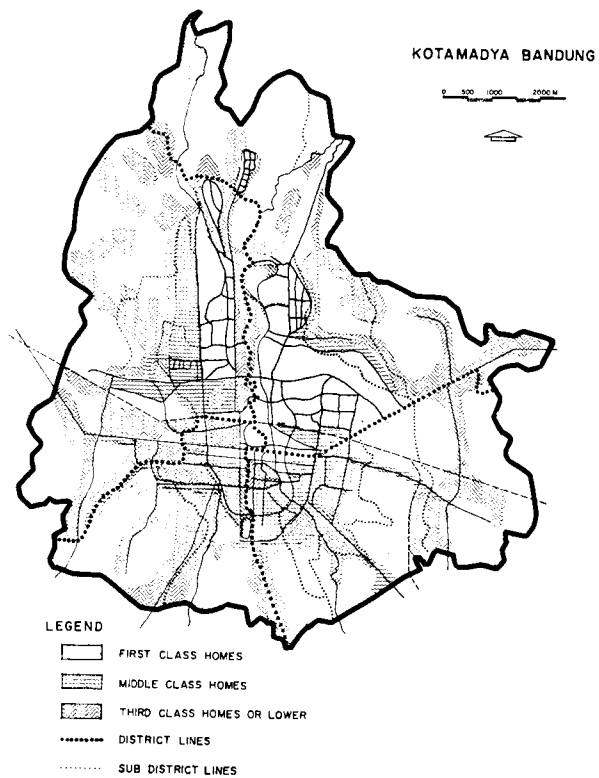 KOTAMADYA BANDUNG
0 500 1000 2000 M
LEGEND
FIRST CLASS HOMES
MIDDLE CLASS HOMES
THIRD CLASS HOMES OR LOWER
DISTRICT LINES
SUB DISTRICT LINES